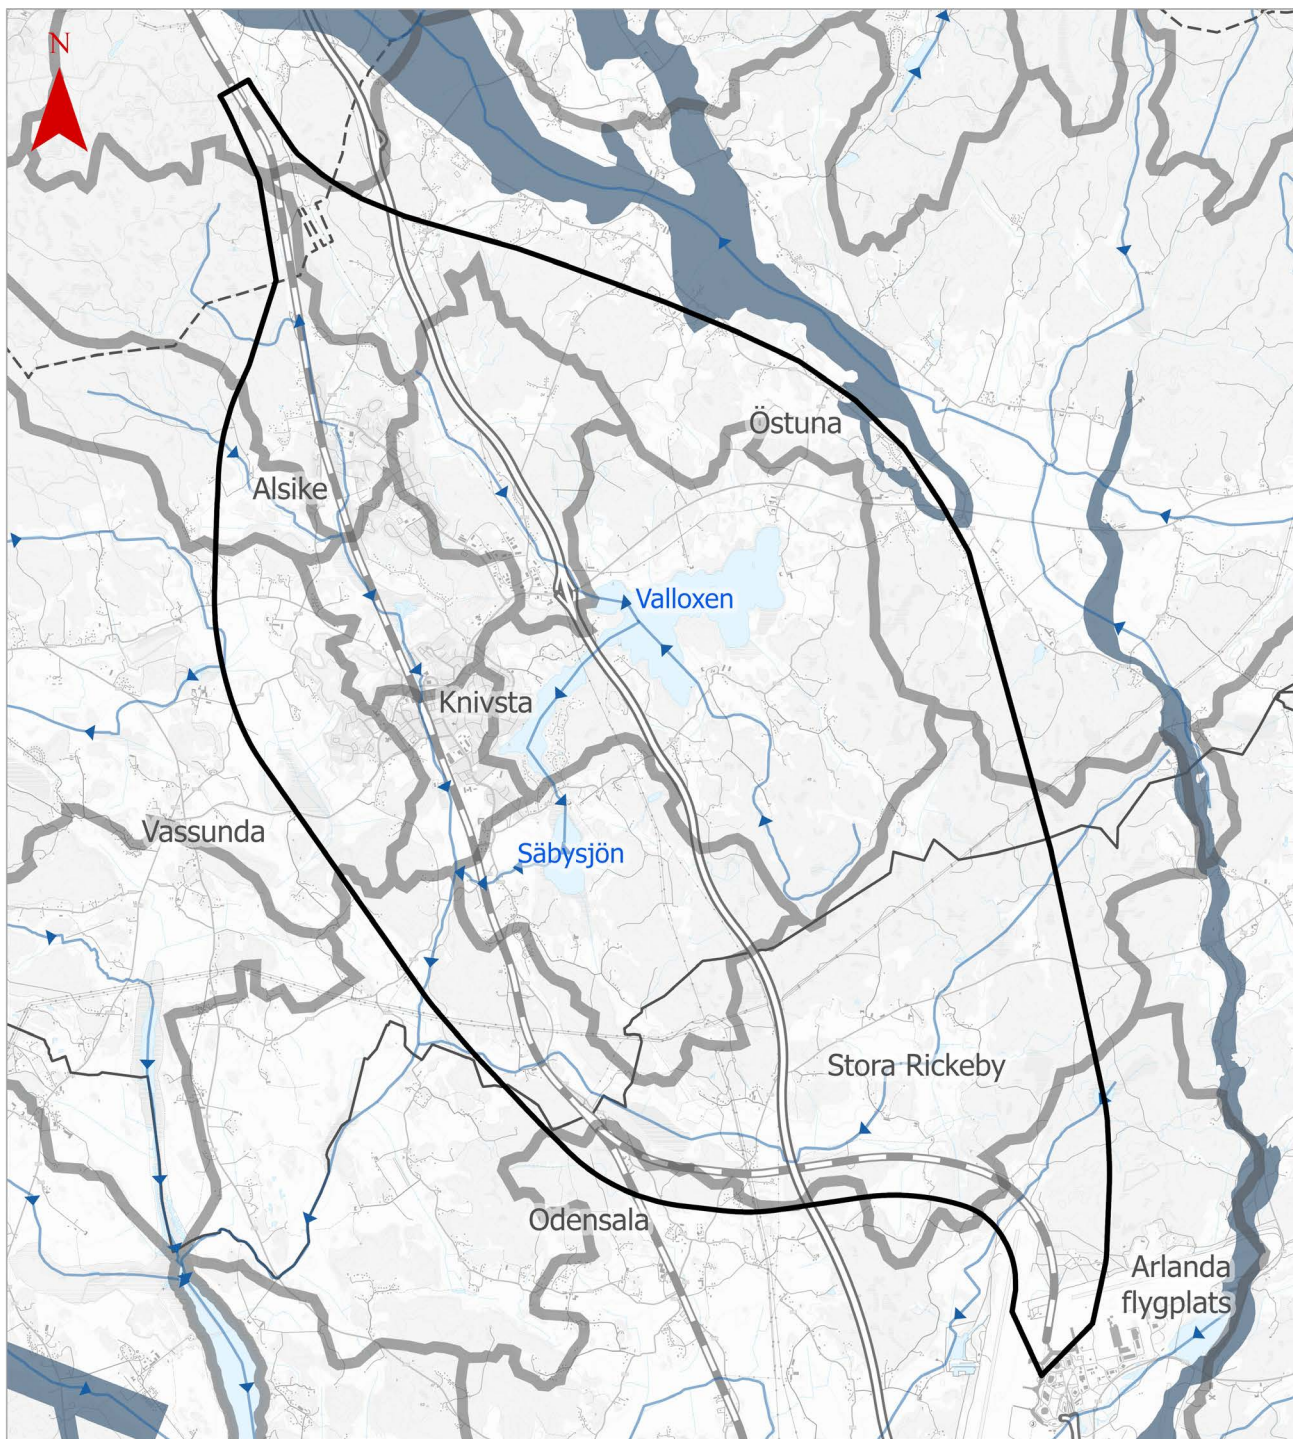 N
Östuna
Alsike
Valloxen
Knivsta
Vassunda
Säbysjön
Stora Rickeby
Odensala
Arlanda
flygplats